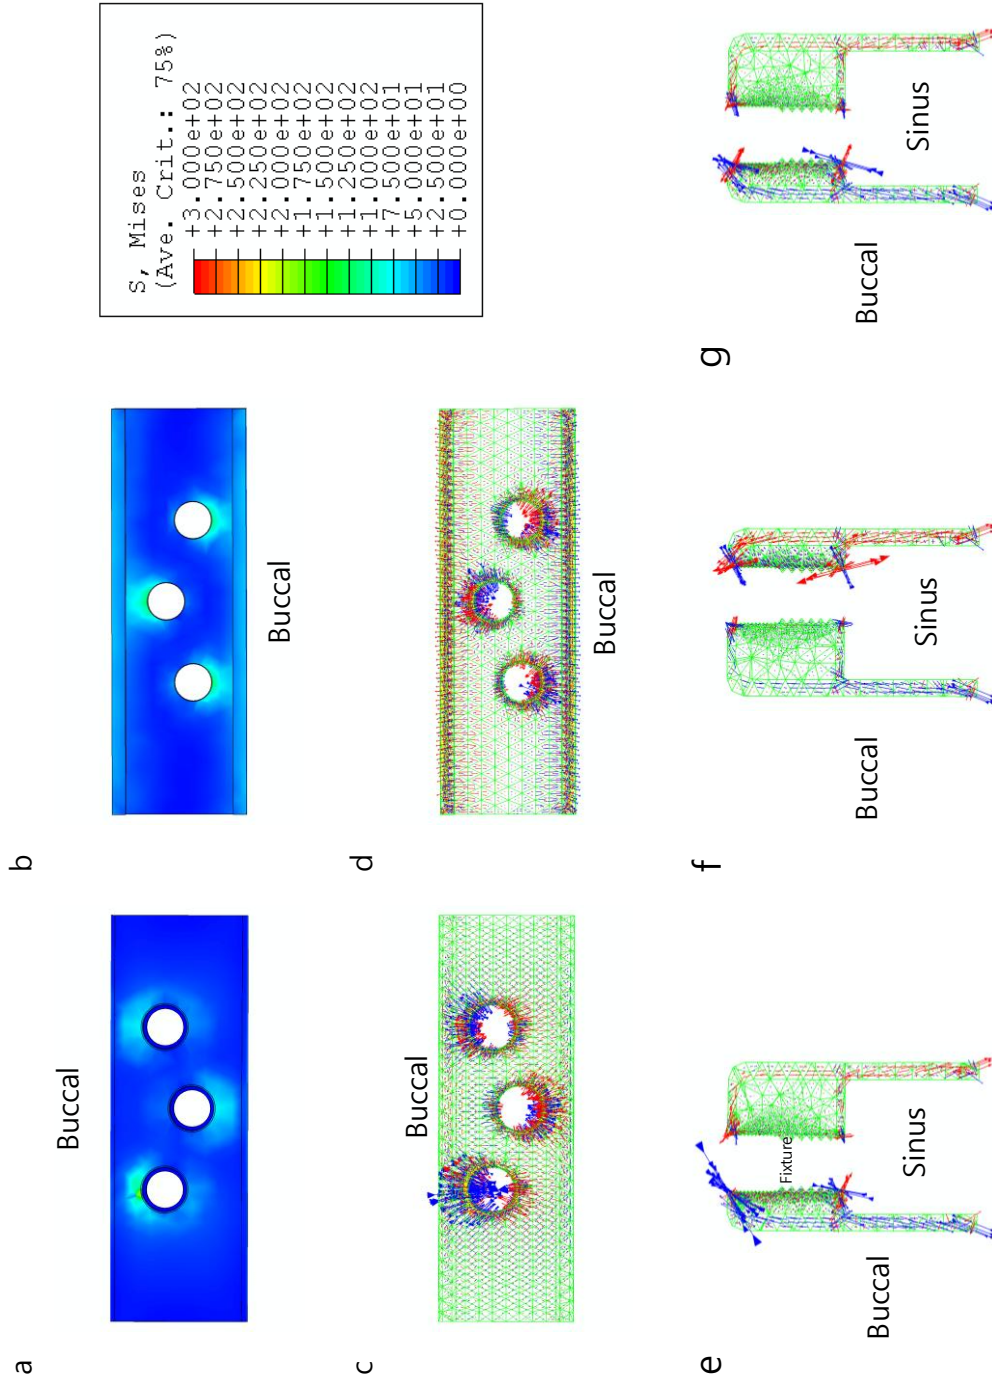 a
Buccal
b
Buccal
S, Mises
(Ave. Crit.: 75%)
+3.000e+02
+2.750e+02
+2.500e+02
+2.250e+02
+2.000e+02
+1.750e+02
+1.500e+02
+1.250e+02
+1.000e+02
+7.500e+01
+5.000e+01
+2.500e+01
+0.000e+00
c
Buccal
d
Buccal
e
Buccal
Fixture
Sinus
f
Buccal
Sinus
g
Buccal
Sinus